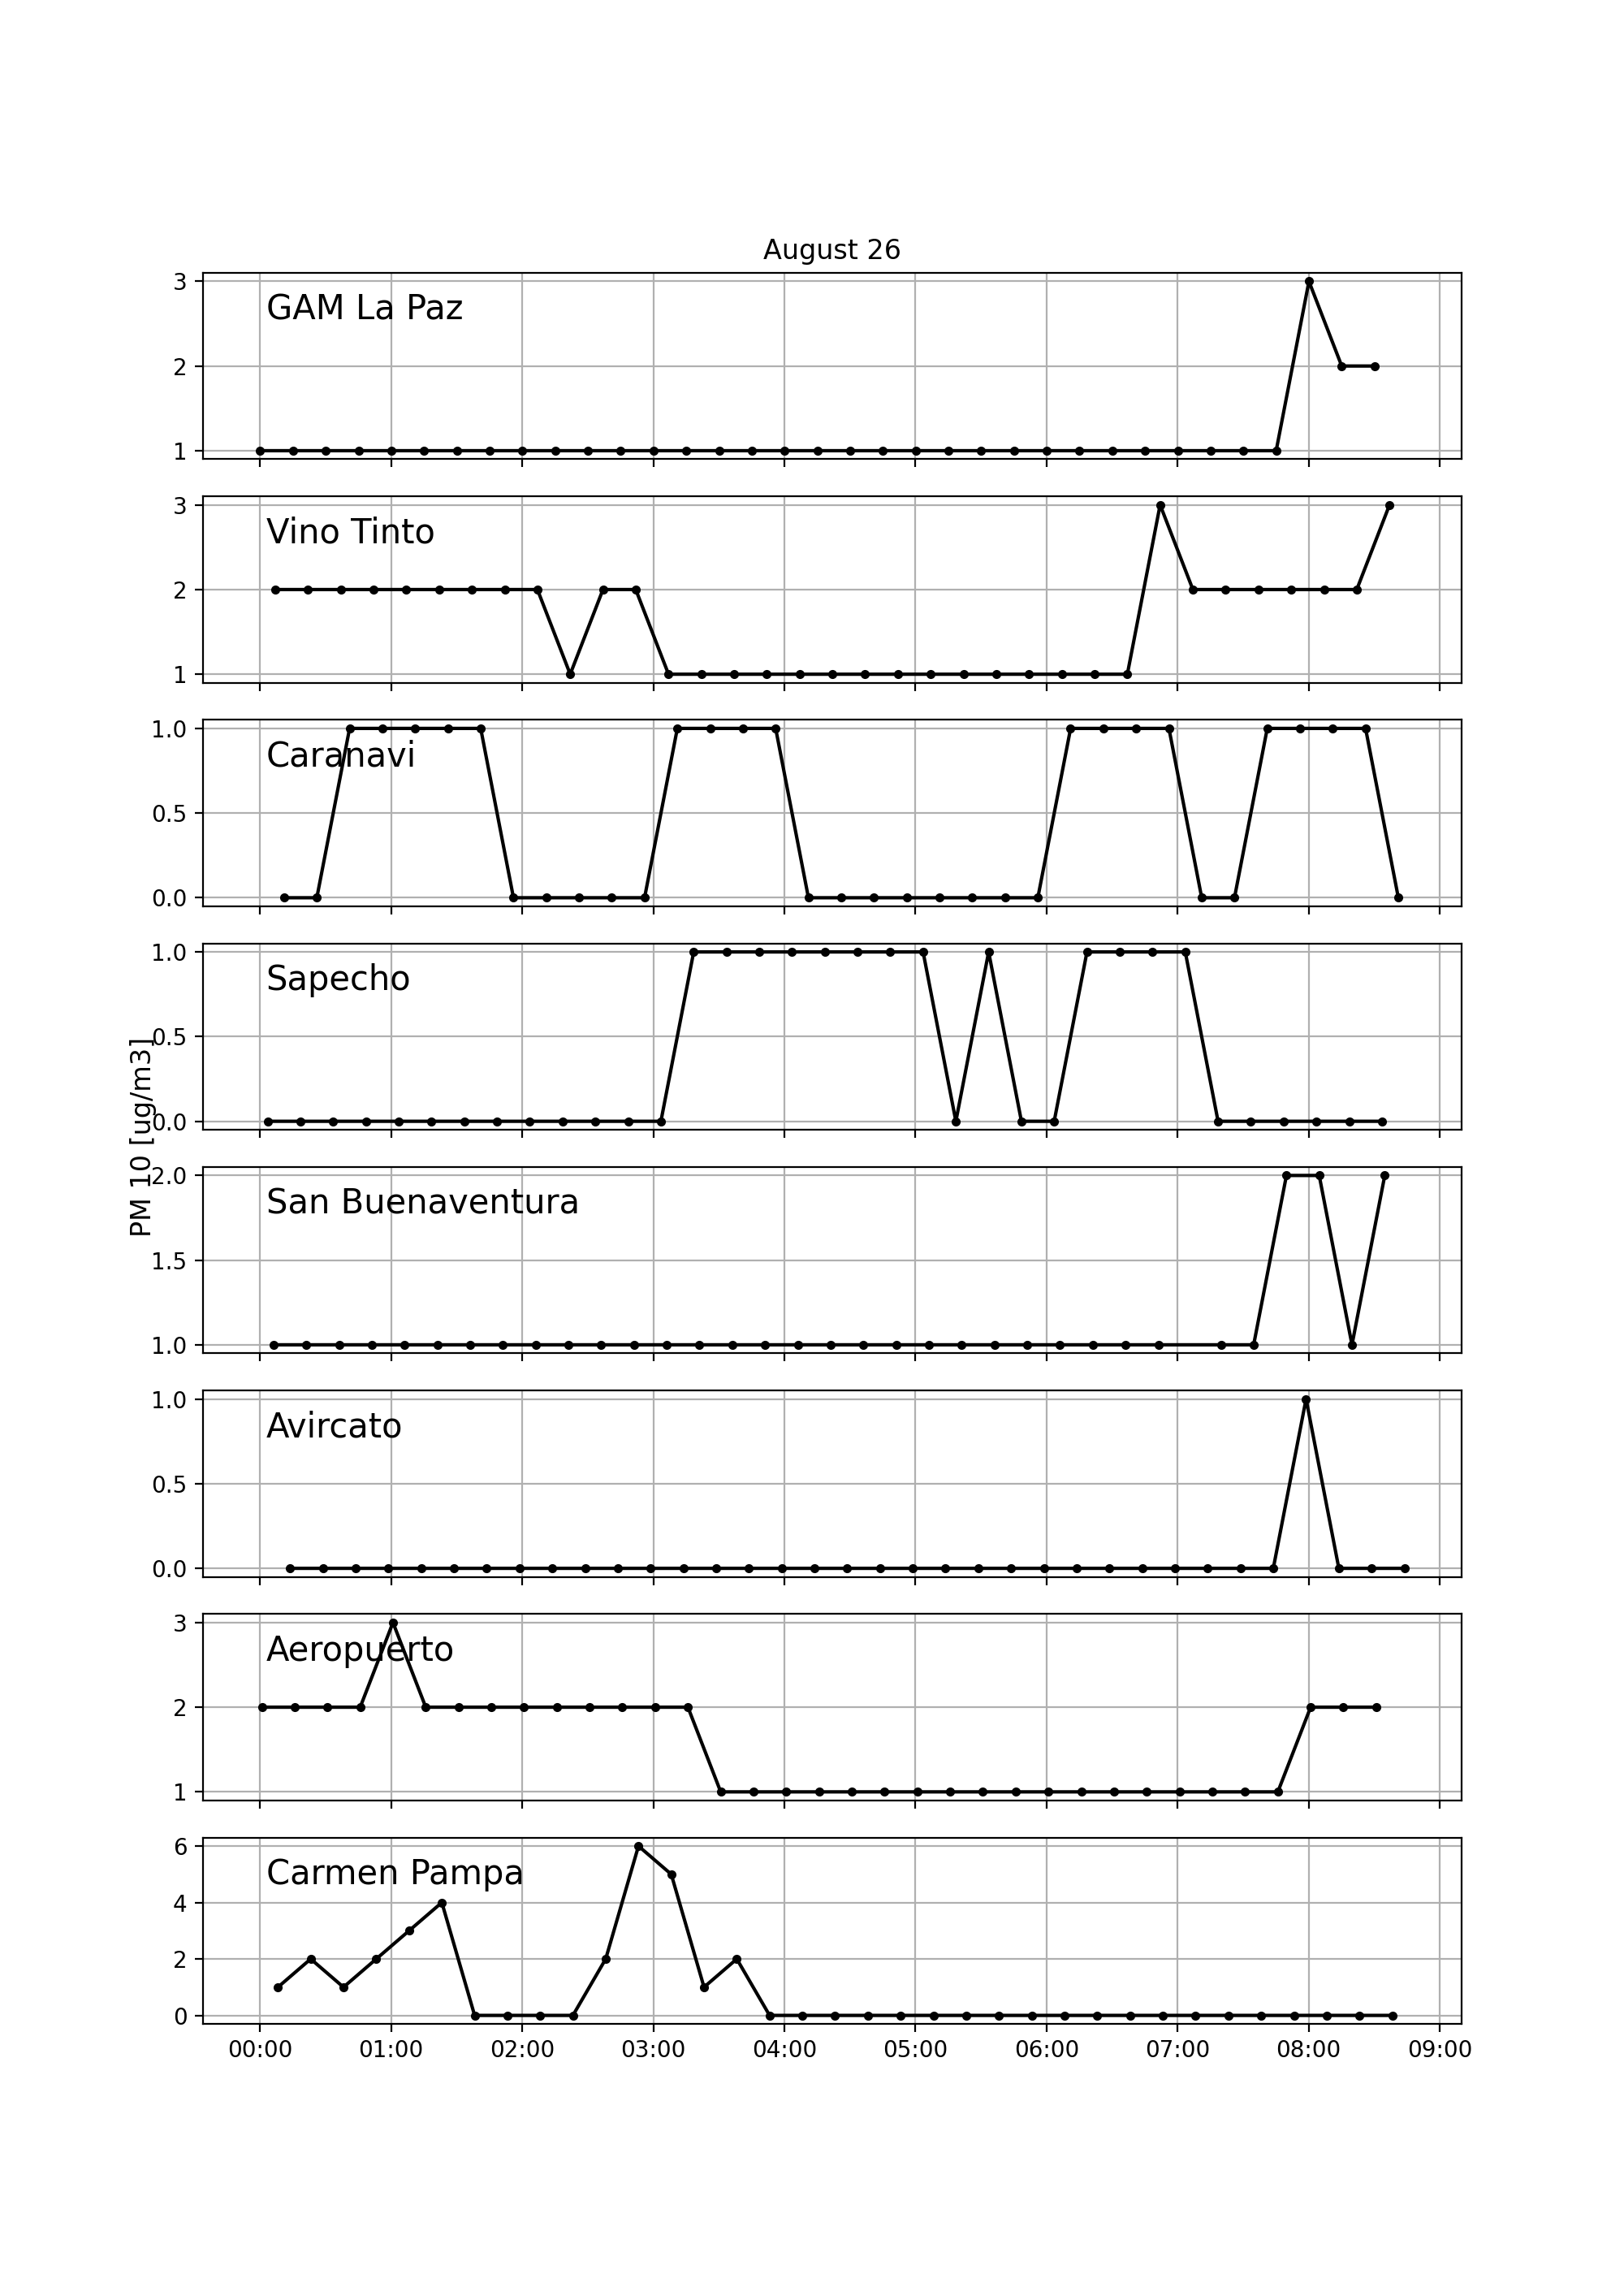 August 26
3
GAM La Paz
2
1
3
Vino Tinto
2
1
1.0
Caranavi
0.5
0.0
1.0
Sapecho
0.5
0.0
PM 10 [ug/m3]
2.0
San Buenaventura
1.5
1.0
1.0
Avircato
0.5
0.0
3
Aeropuerto
2
1
6
Carmen Pampa
4
2
0
00:00 01:00 02:00 03:00 04:00 05:00 06:00 07:00 08:00 09:00